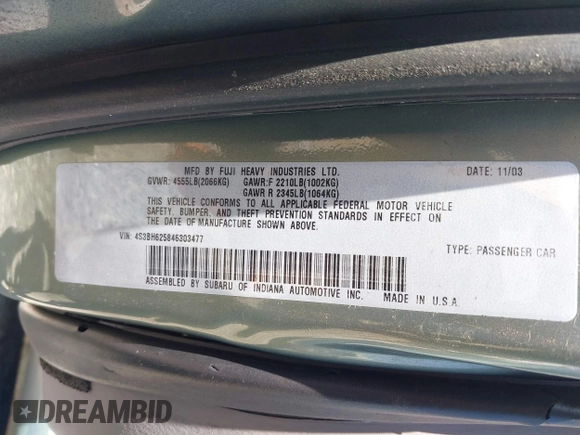 MFD BY FUJI HEAVY INDUSTRIES LTD. DATE: 11/03
GVWR: 4555LB(2066KG) GAWR:F 2210LB(1002KG)
GAWR R 2345LB(1064KG)
THIS VEHICLE CONFORMS TO ALL APPLICABLE FEDERAL MOTOR VEHICLE
SAFETY, BUMPER, AND THEFT PREVENTION STANDARDS IN EFFECT ON
THE DATE OF MANUFACTURE SHOWN ABOVE.
VIN: 4S3BH625846303477 TYPE: PASSENGER CAR
ASSEMBLED BY SUBARU OF INDIANA AUTOMOTIVE INC. MADE IN U.S.A.
DREAMBID